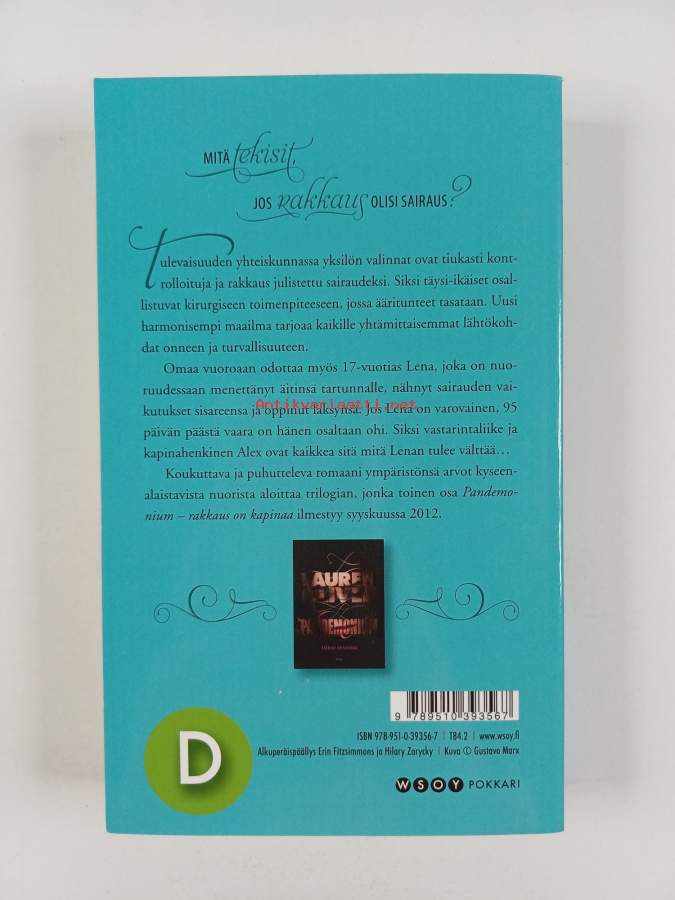 MITÄ tekisit,
JOS Rakkaus OLISI SAIRAUS?
Tulevaisuuden yhteiskunnassa yksilön valinnat ovat tiukasti kont-
rolloituja ja rakkaus julistettu sairaudeksi. Siksi täysi-ikäiset osal-
listuvat kirurgiseen toimenpiteeseen, jossa ääritunteet tasataan. Uusi
harmonisempi maailma tarjoaa kaikille yhtämittaisemmat lähtökoh-
dat onneen ja turvallisuuteen.
Omaa vuoroaan odottaa myös 17-vuotias Lena, joka on nuo-
ruudessaan menettänyt äitinsä tartunnalle, nähnyt sairauden vai-
kutukset sisareensa ja oppinut läksynsä. Jos Lena on varovainen, 95
Antikvariaatti.net
päivän päästä vaara on hänen osaltaan ohi. Siksi vastarintaliike ja
kapinahenkinen Alex ovat kaikkea sitä mitä Lenan tulee välttää...
Koukuttava ja puhutteleva romaani ympäristönsä arvot kyseen-
alaistavista nuorista aloittaa trilogian, jonka toinen osa Pandemo-
nium – rakkaus on kapinaa ilmestyy syyskuussa 2012.
LAUREN
OLIVER
PANDEMONIUM
9 789510 393567
ISBN 978-951-0-39356-7 | T84.2 | www.wsoy.fi
Alkuperäispäällys Erin Fitzsimmons ja Hilary Zarycky | Kuva © Gustavo Marx
D
WSOY POKKARI